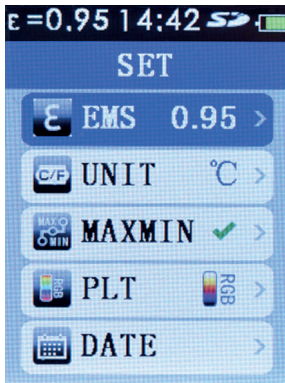 ε=0.95 14:42 SD
SET
ε EMS 0.95 >
C/F UNIT °C >
MAX MIN MAXMIN ✔ >
RGB PLT RGB >
DATE >